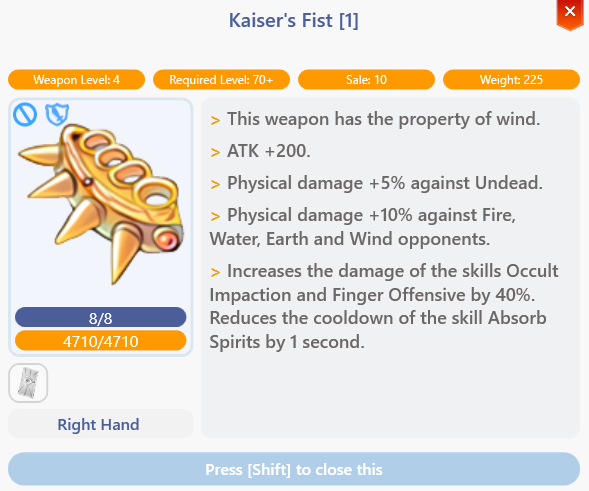 Kaiser's Fist [1]
Weapon Level: 4
Required Level: 70+
Sale: 10
Weight: 225
> This weapon has the property of wind.
> ATK +200.
> Physical damage +5% against Undead.
> Physical damage +10% against Fire,
Water, Earth and Wind opponents.
> Increases the damage of the skills Occult
Impaction and Finger Offensive by 40%.
Reduces the cooldown of the skill Absorb
Spirits by 1 second.
8/8
4710/4710
Right Hand
Press [Shift] to close this